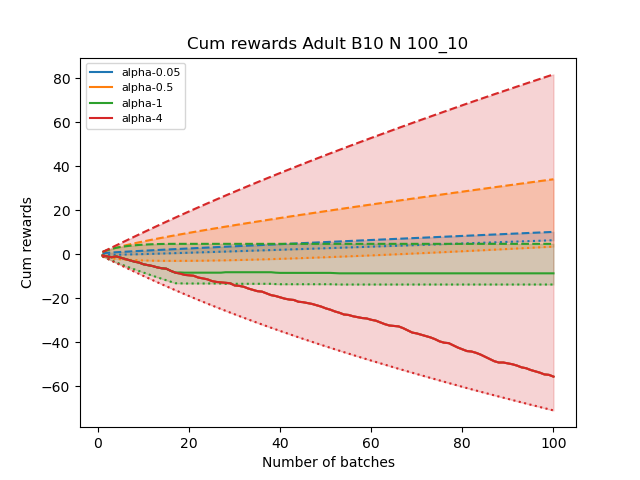 Cum rewards Adult B10 N 100_10
alpha-0.05
alpha-0.5
alpha-1
alpha-4
80
60
40
20
0
−20
−40
−60
Cum rewards
0 20 40 60 80 100
Number of batches